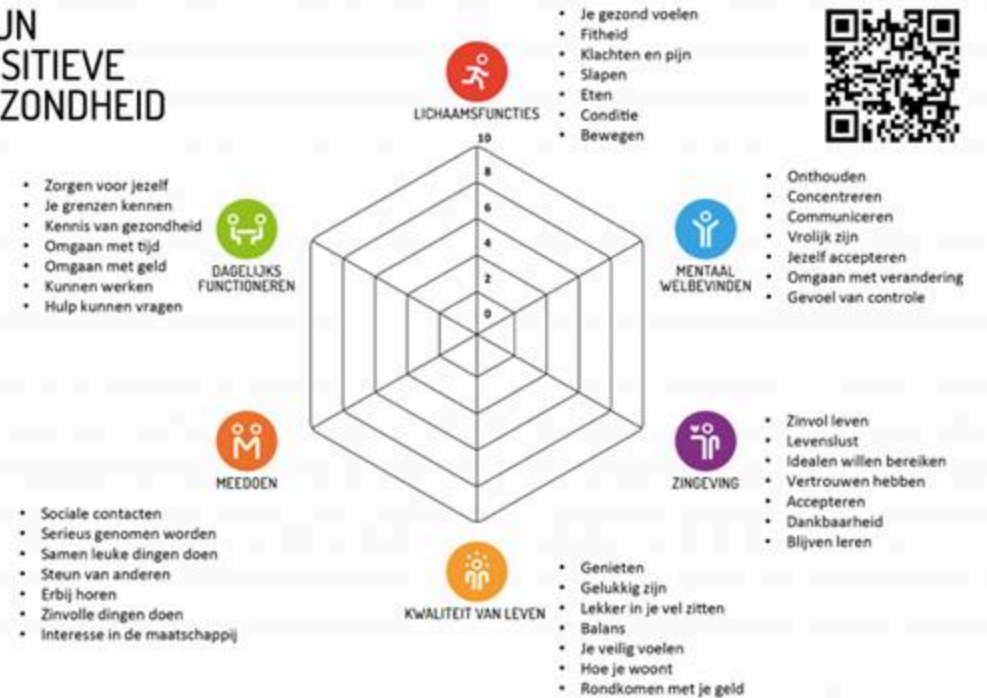 JN
SITIEVE
ZONDHEID
LICHAAMSFUNCTIES
• Je gezond voelen
• Fitheid
• Klachten en pijn
• Slapen
• Eten
• Conditie
• Bewegen
10
8
6
4
2
0
MENTAAL
WELBEVINDEN
• Onthouden
• Concentreren
• Communiceren
• Vrolijk zijn
• Jezelf accepteren
• Omgaan met verandering
• Gevoel van controle
ZINGEVING
• Zinvol leven
• Levenslust
• Idealen willen bereiken
• Vertrouwen hebben
• Accepteren
• Dankbaarheid
• Blijven leren
KWALITEIT VAN LEVEN
• Genieten
• Gelukkig zijn
• Lekker in je vel zitten
• Balans
• Je veilig voelen
• Hoe je woont
• Rondkomen met je geld
MEEDOEN
• Sociale contacten
• Serieus genomen worden
• Samen leuke dingen doen
• Steun van anderen
• Erbij horen
• Zinvolle dingen doen
• Interesse in de maatschappij
DAGELIJKS
FUNCTIONEREN
• Zorgen voor jezelf
• Je grenzen kennen
• Kennis van gezondheid
• Omgaan met tijd
• Omgaan met geld
• Kunnen werken
• Hulp kunnen vragen